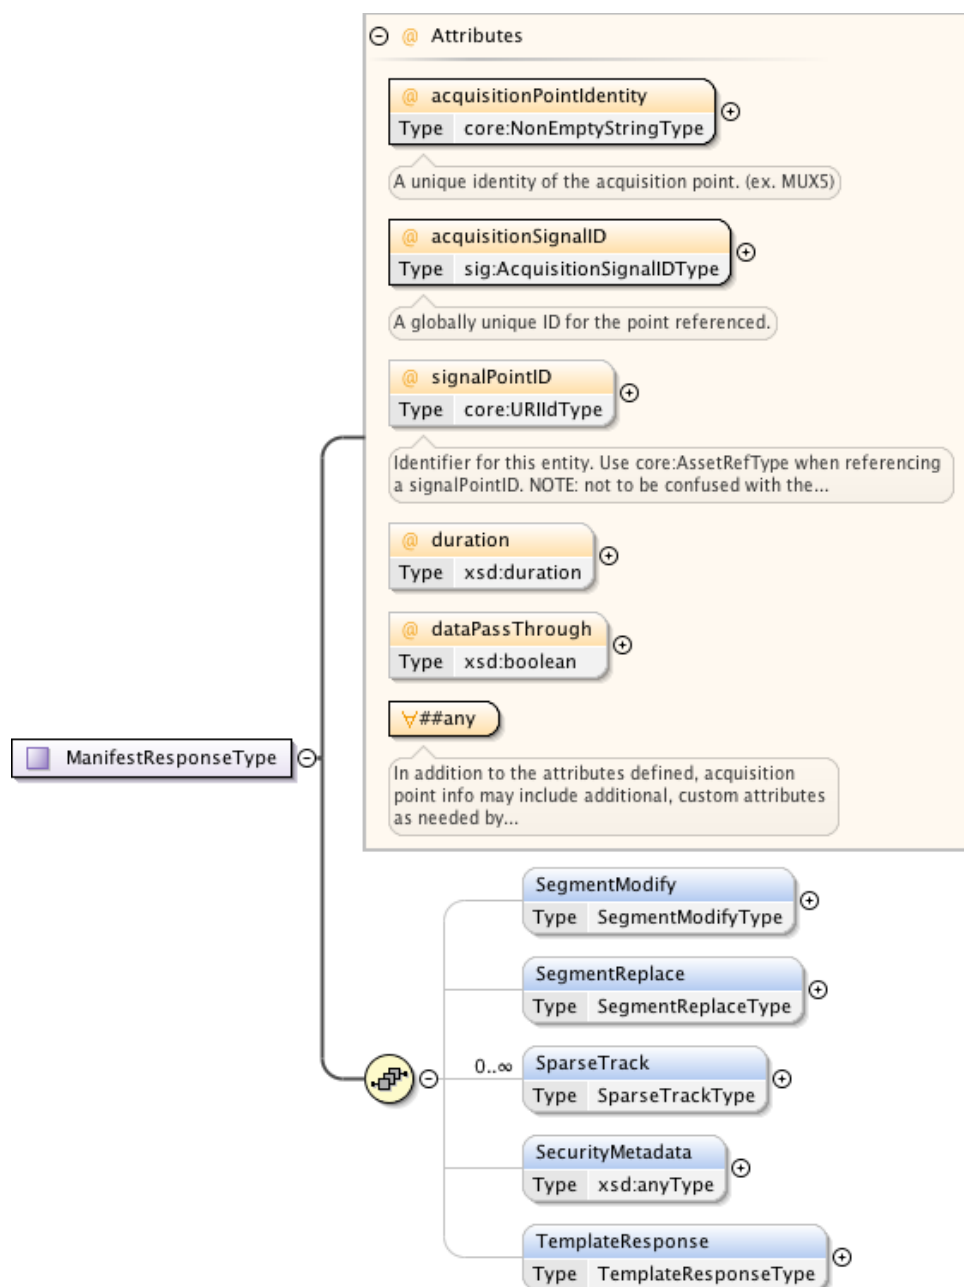 @ Attributes
@ acquisitionPointIdentity
Type core:NonEmptyStringType
A unique identity of the acquisition point. (ex. MUX5)
@ acquisitionSignalID
Type sig:AcquisitionSignalIDType
A globally unique ID for the point referenced.
@ signalPointID
Type core:URIIdType
Identifier for this entity. Use core:AssetRefType when referencing
a signalPointID. NOTE: not to be confused with the...
@ duration
Type xsd:duration
@ dataPassThrough
Type xsd:boolean
∀##any
ManifestResponseType
In addition to the attributes defined, acquisition
point info may include additional, custom attributes
as needed by...
SegmentModify
Type SegmentModifyType
SegmentReplace
Type SegmentReplaceType
0..∞
SparseTrack
Type SparseTrackType
SecurityMetadata
Type xsd:anyType
TemplateResponse
Type TemplateResponseType